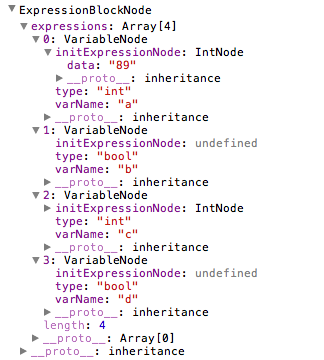 ExpressionBlockNode
expressions: Array[4]
0: VariableNode
initExpressionNode: IntNode
data: "89"
__proto__: inheritance
type: "int"
varName: "a"
__proto__: inheritance
1: VariableNode
initExpressionNode: undefined
type: "bool"
varName: "b"
__proto__: inheritance
2: VariableNode
initExpressionNode: IntNode
type: "int"
varName: "c"
__proto__: inheritance
3: VariableNode
initExpressionNode: undefined
type: "bool"
varName: "d"
__proto__: inheritance
length: 4
__proto__: Array[0]
__proto__: inheritance